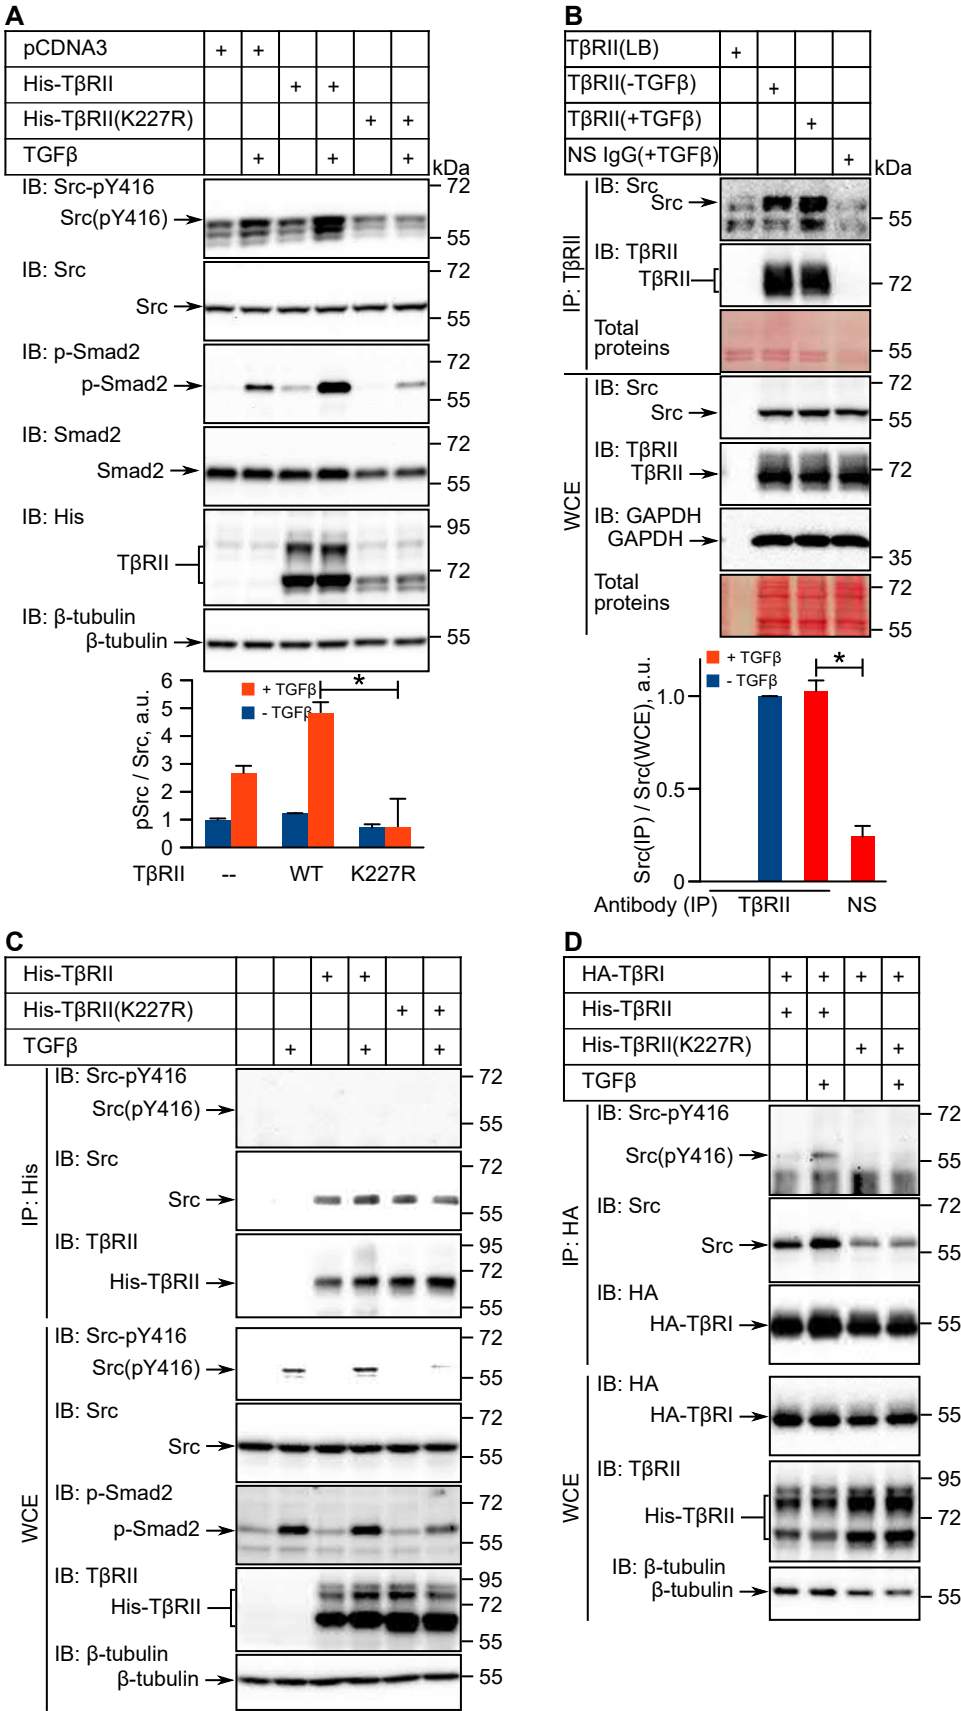 A
pCDNA3 + +
His-TβRII + +
His-TβRII(K227R) + +
TGFβ + + +
kDa
IB: Src-pY416
72
Src(pY416)
55
IB: Src
72
Src
55
IB: p-Smad2
72
p-Smad2
55
IB: Smad2
72
Smad2
55
IB: His
95
TβRII
72
IB: β-tubulin
55
β-tubulin
pSrc / Src, a.u.
6
5
4
3
2
1
0
+ TGFβ
- TGFβ
*
TβRII -- WT K227R
B
TβRII(LB) +
TβRII(-TGFβ) +
TβRII(+TGFβ) +
NS IgG(+TGFβ) +
kDa
IP: TβRII
IB: Src
Src
55
IB: TβRII
TβRII
72
Total
proteins
55
WCE
IB: Src
72
Src
55
IB: TβRII
TβRII
72
IB: GAPDH
GAPDH
35
Total
proteins
72
55
Src(IP) / Src(WCE), a.u.
+ TGFβ
- TGFβ
*
1.0
0.5
0
Antibody (IP) TβRII NS
C
His-TβRII + +
His-TβRII(K227R) + +
TGFβ + + +
IP: His
IB: Src-pY416
72
Src(pY416)
55
IB: Src
72
Src
55
IB: TβRII
95
72
His-TβRII
55
WCE
IB: Src-pY416
72
Src(pY416)
55
IB: Src
72
Src
55
IB: p-Smad2
72
p-Smad2
55
IB: TβRII
95
His-TβRII
72
55
IB: β-tubulin
β-tubulin
55
D
HA-TβRI + + + +
His-TβRII + +
His-TβRII(K227R) + +
TGFβ + +
IP: HA
IB: Src-pY416
72
Src(pY416)
55
IB: Src
72
Src
55
IB: HA
HA-TβRI
55
WCE
IB: HA
HA-TβRI
55
IB: TβRII
95
His-TβRII
72
IB: β-tubulin
β-tubulin
55